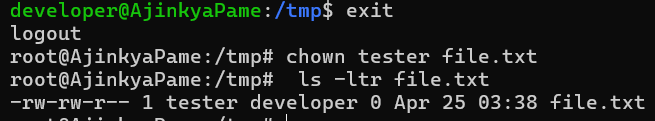 developer@AjinkyaPame:/tmp$ exit
logout
root@AjinkyaPame:/tmp# chown tester file.txt
root@AjinkyaPame:/tmp#  ls -ltr file.txt
-rw-rw-r-- 1 tester developer 0 Apr 25 03:38 file.txt